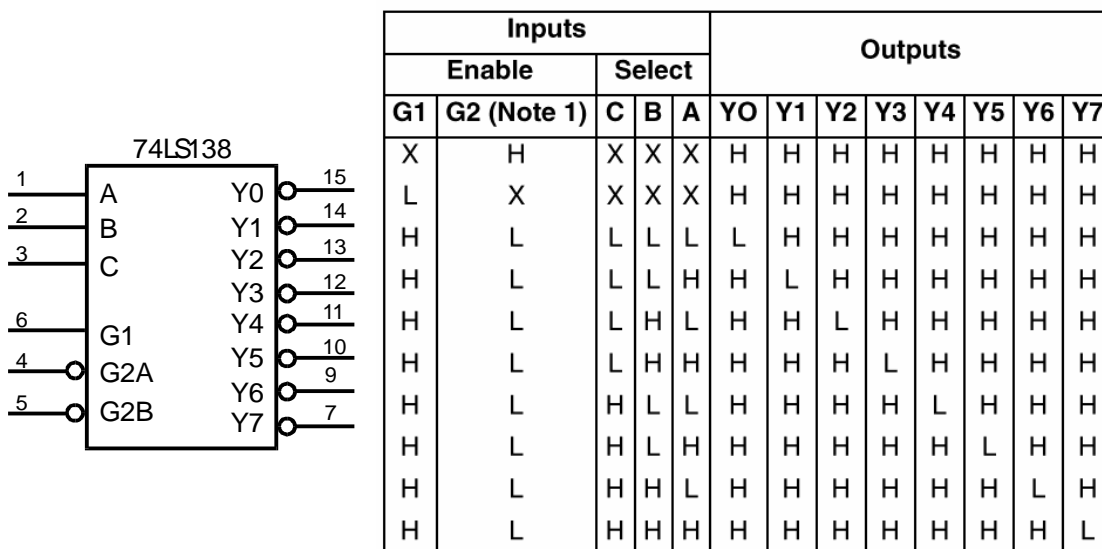 74LS138
1 A Y0 15
2 B Y1 14
3 C Y2 13
Y3 12
6 G1 Y4 11
4 G2A Y5 10
5 G2B Y6 9
Y7 7
Inputs Outputs
Enable Select
G1 G2 (Note 1) C B A YO Y1 Y2 Y3 Y4 Y5 Y6 Y7
X H X X X H H H H H H H H
L X X X X H H H H H H H H
H L L L L L H H H H H H H
H L L L H H L H H H H H H
H L L H L H H L H H H H H
H L L H H H H H L H H H H
H L H L L H H H H L H H H
H L H L H H H H H H L H H
H L H H L H H H H H H L H
H L H H H H H H H H H H L